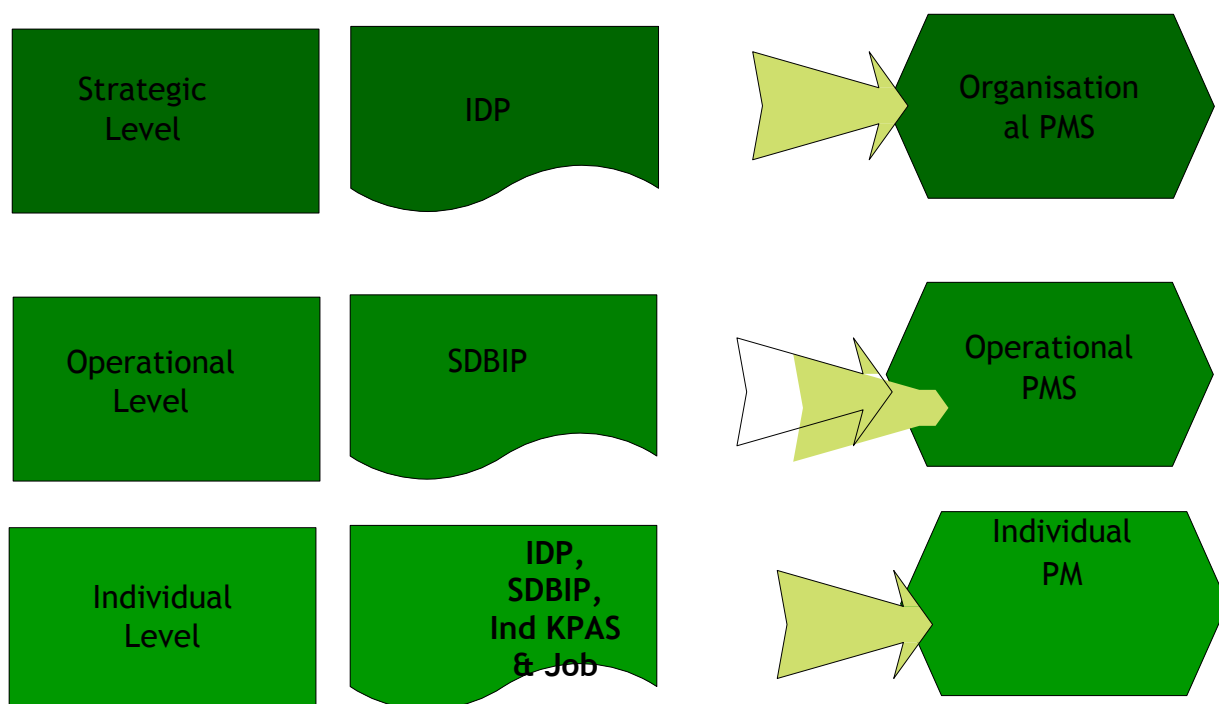 Strategic
Level
IDP
Organisation
al PMS
Operational
Level
SDBIP
Operational
PMS
Individual
Level
IDP,
SDBIP,
Ind KPAS
& Job
Individual
PM